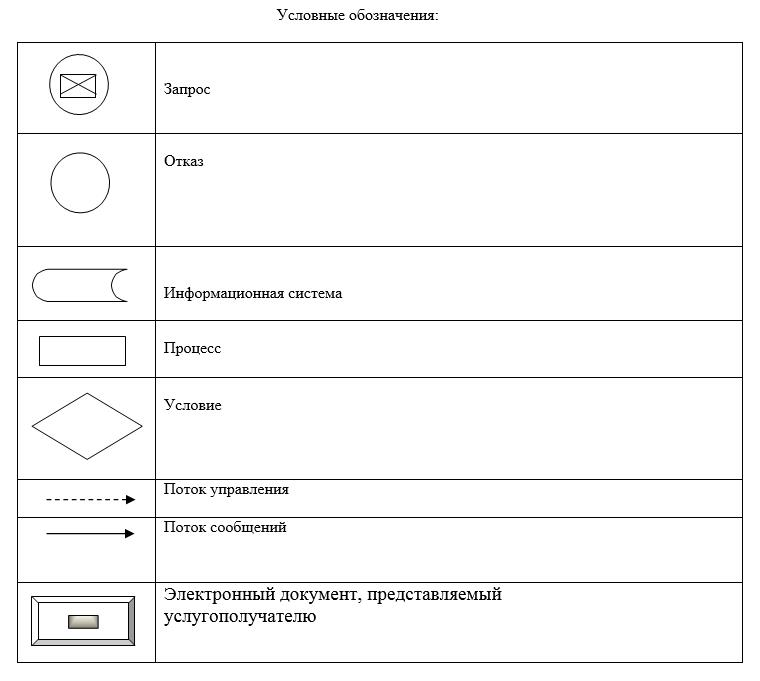 Условные обозначения:
Запрос
Отказ
Информационная система
Процесс
Условие
Поток управления
Поток сообщений
Электронный документ, представляемый
услугополучателю